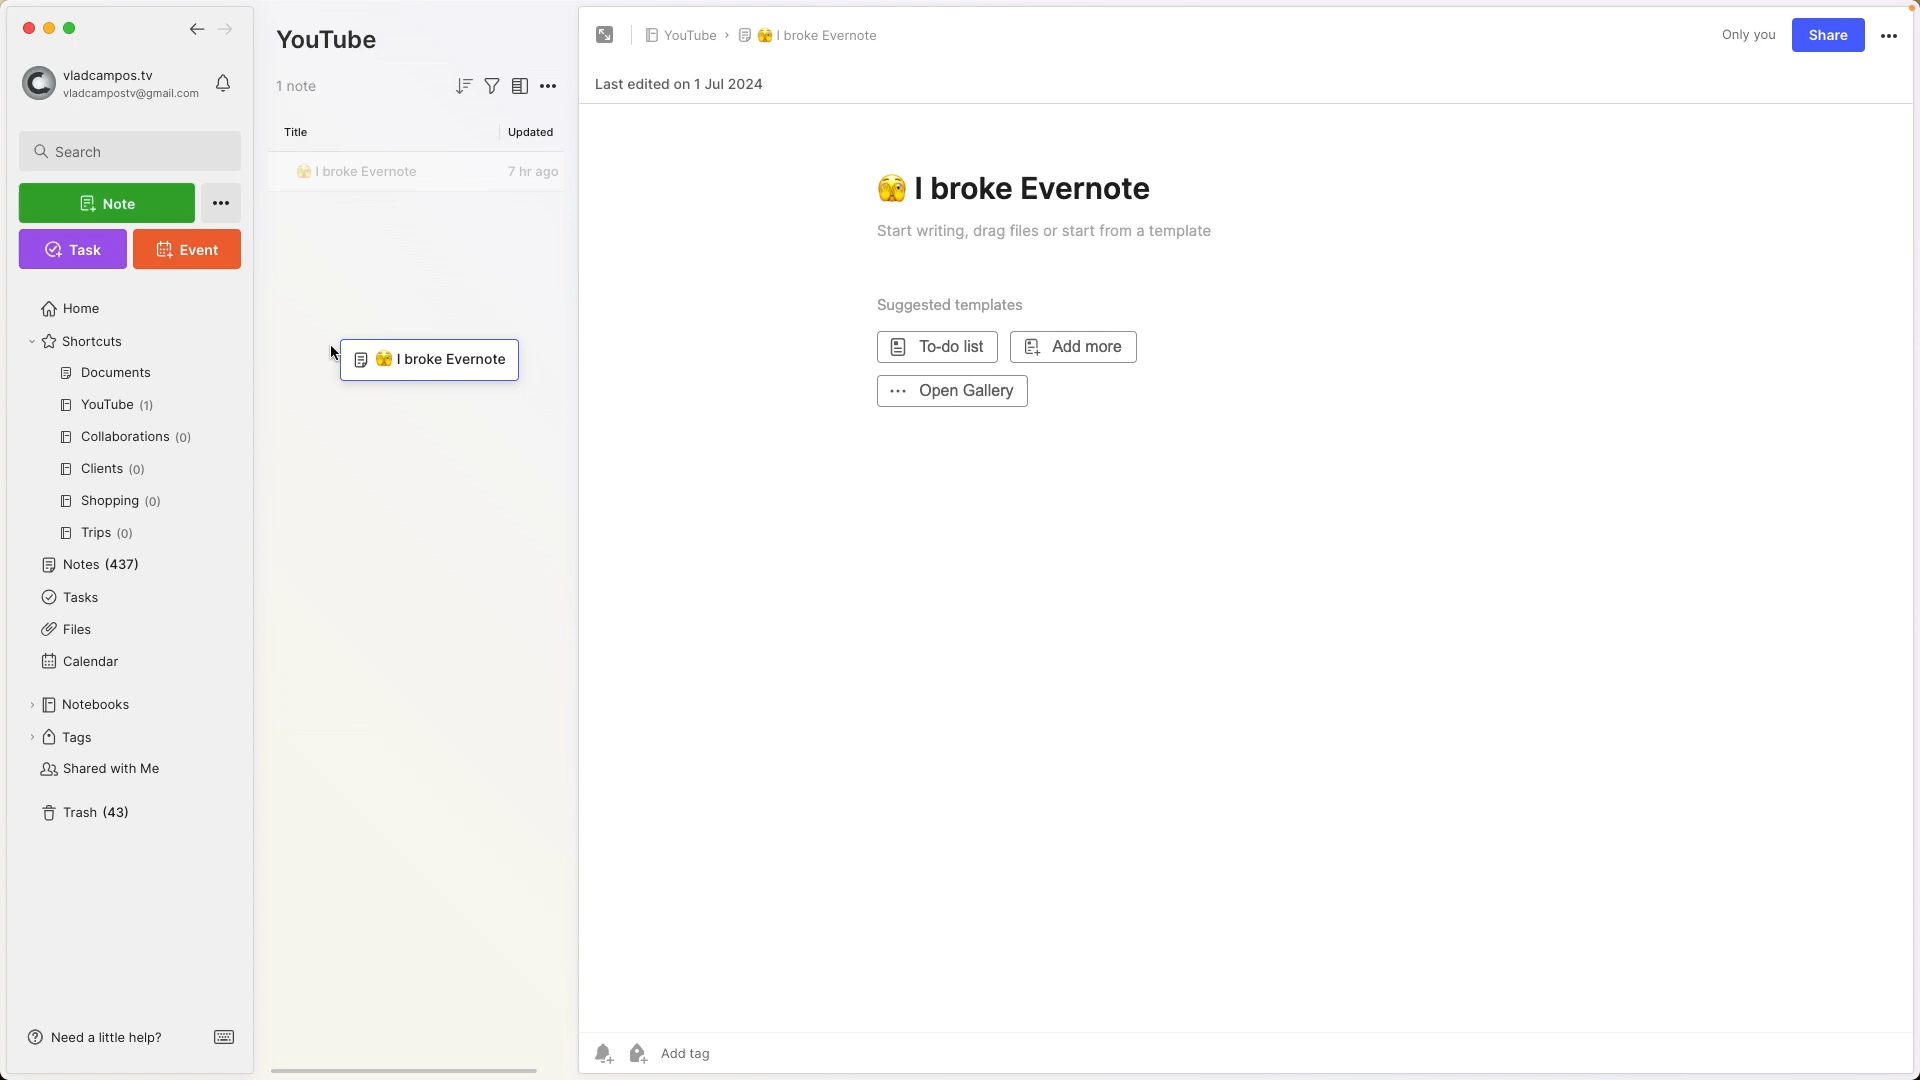 vladcampos.tv
vladcampostv@gmail.com
Search
Note
Task
Event
Home
Shortcuts
Documents
YouTube (1)
Collaborations (0)
Clients (0)
Shopping (0)
Trips (0)
Notes (437)
Tasks
Files
Calendar
Notebooks
Tags
Shared with Me
Trash (43)
Need a little help?
YouTube
1 note
Title Updated
🫣 I broke Evernote 7 hr ago
🫣 I broke Evernote
YouTube › 🫣 I broke Evernote
Only you Share
Last edited on 1 Jul 2024
🫣 I broke Evernote
Start writing, drag files or start from a template
Suggested templates
To-do list Add more
Open Gallery
Add tag